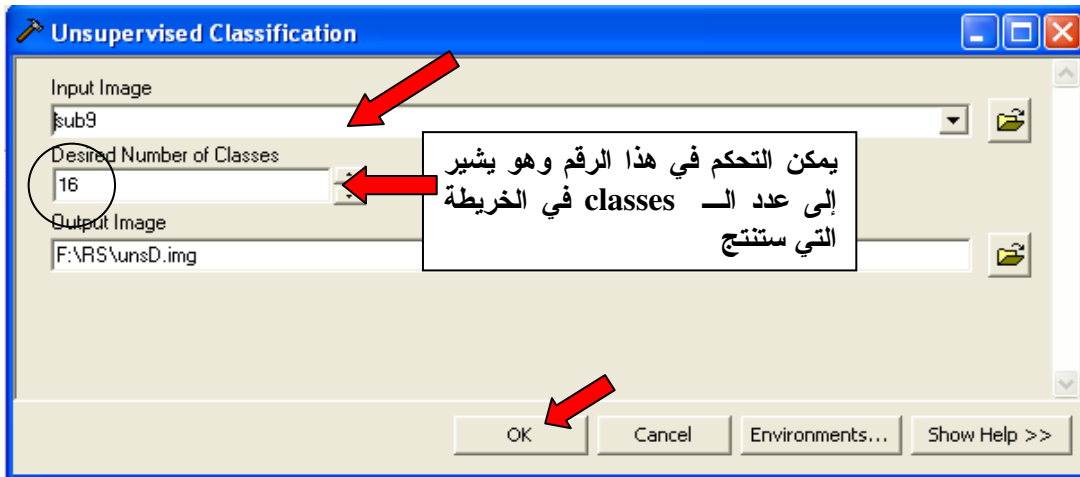 Unsupervised Classification
Input Image
sub9
Desired Number of Classes
16
يمكن التحكم في هذا الرقم وهو يشير
إلى عدد الـــ classes في الخريطة
التي ستنتج
Output Image
F:\RS\unsD.img
OK Cancel Environments... Show Help >>